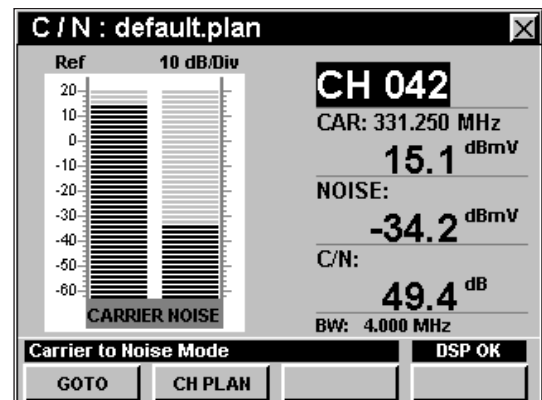 C / N : default.plan
Ref 10 dB/Div
20
10
0
-10
-20
-30
-40
-50
-60
CARRIER NOISE
CH 042
CAR: 331.250 MHz
15.1 dBmV
NOISE:
-34.2 dBmV
C/N:
49.4 dB
BW: 4.000 MHz
Carrier to Noise Mode DSP OK
GOTO CH PLAN